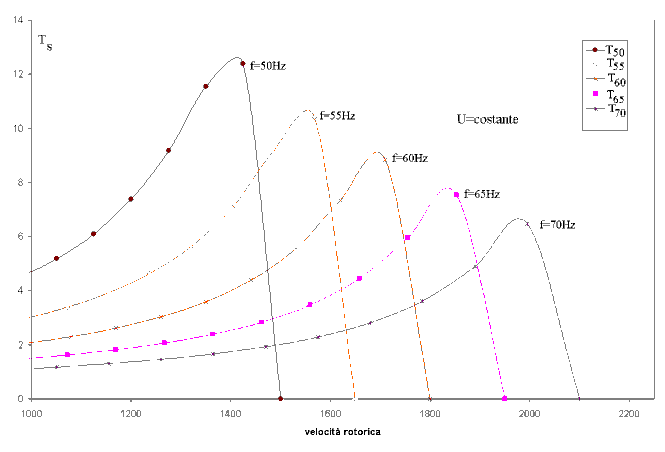 14
T_s
12
10
8
6
4
2
0
f=50Hz
f=55Hz
f=60Hz
f=65Hz
f=70Hz
U=costante
T50
T55
T60
T65
T70
1000 1200 1400 1600 1800 2000 2200
velocità rotorica